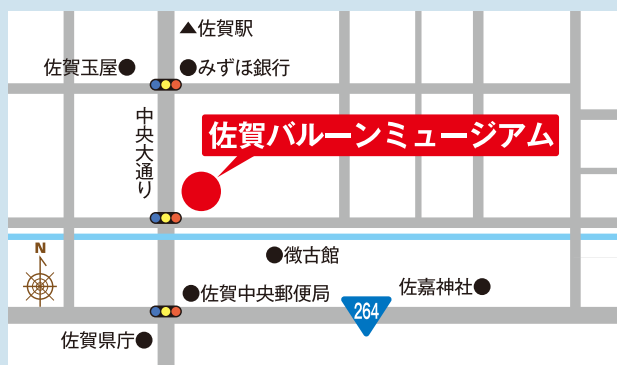 佐賀駅
佐賀玉屋
みずほ銀行
中央大通り
佐賀バルーンミュージアム
N
徴古館
佐賀中央郵便局
佐嘉神社
264
佐賀県庁